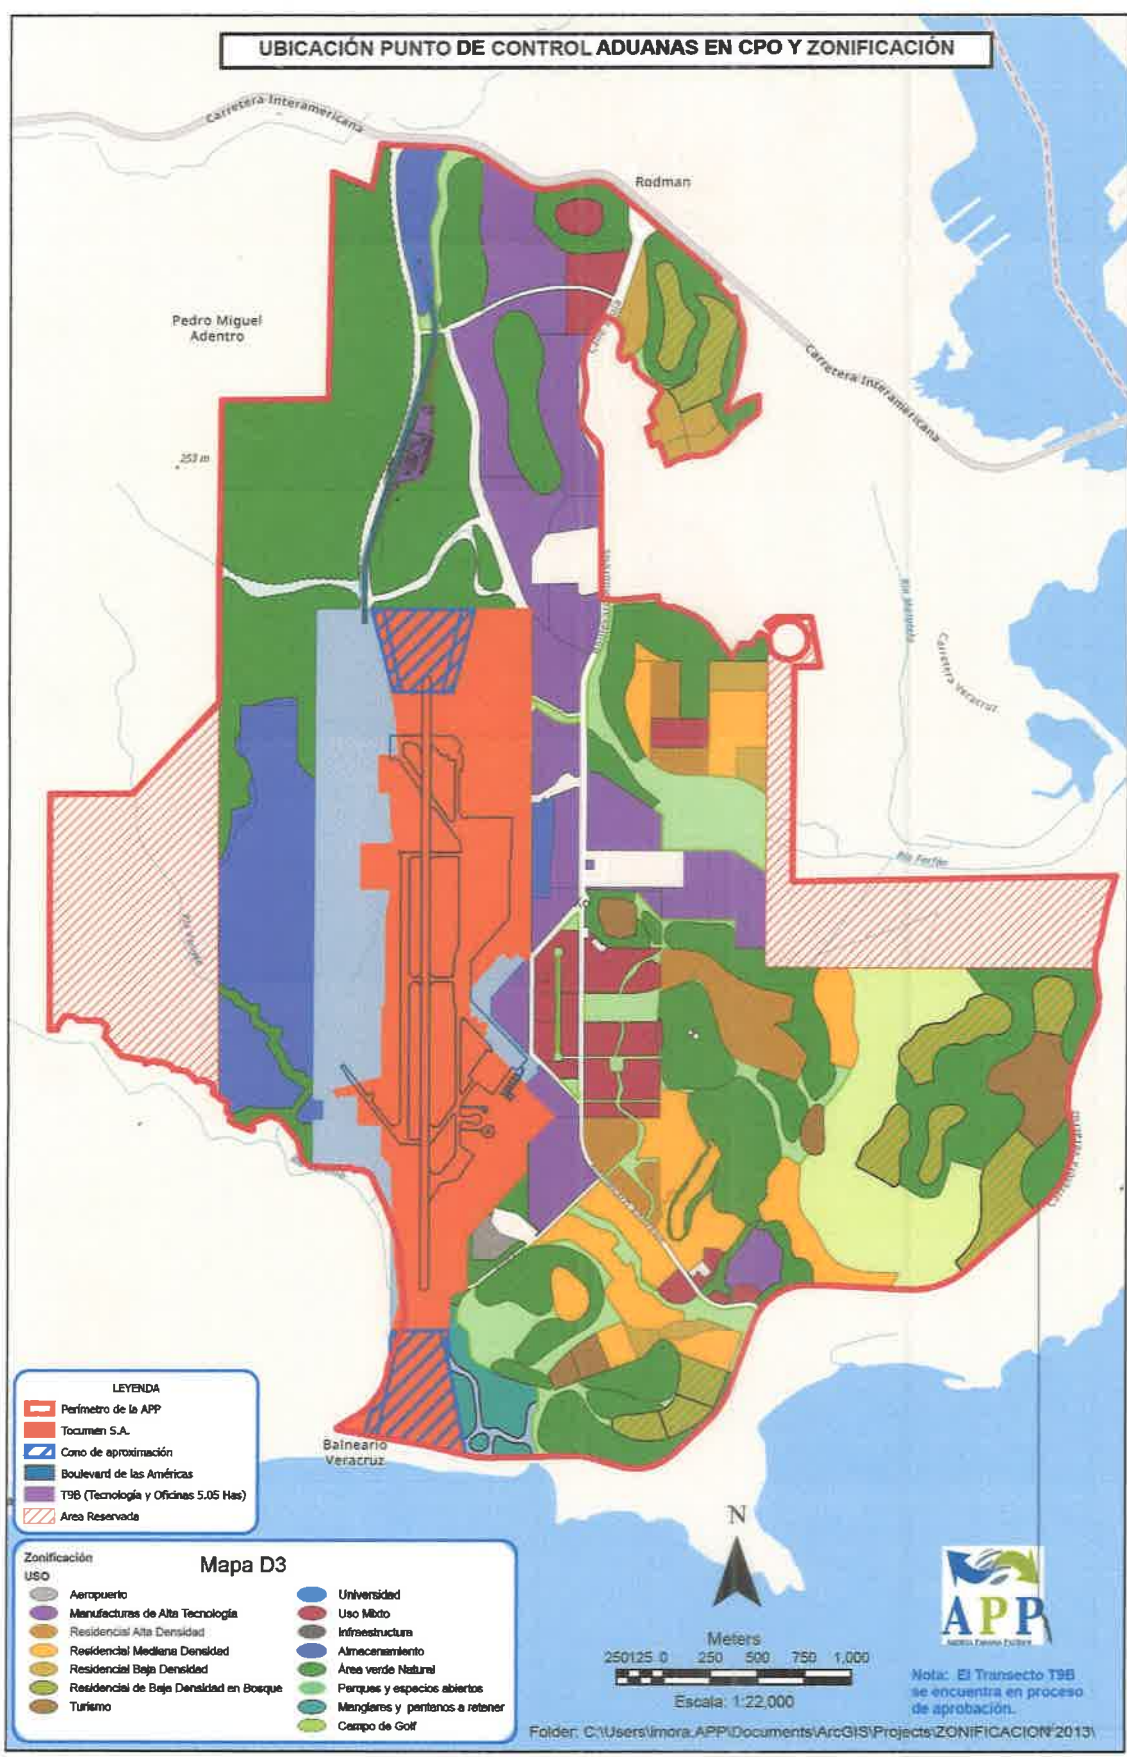 UBICACIÓN PUNTO DE CONTROL ADUANAS EN CPO Y ZONIFICACIÓN
Carretera Interamericana
Rodman
Pedro Miguel
Adentro
Carretera Interamericana
253 m
Carretera Veracruz
Río Farfán
Balneario
Veracruz
LEYENDA
Perímetro de la APP
Tocumen S.A.
Cono de aproximación
Boulevard de las Américas
T9B (Tecnología y Oficinas 5.05 Has)
Area Reservada
Zonificación
Mapa D3
USO
Aeropuerto
Manufacturas de Alta Tecnología
Residencial Alta Densidad
Residencial Mediana Densidad
Residencial Baja Densidad
Residencial de Baja Densidad en Bosque
Turismo
Universidad
Uso Mixto
Infraestructura
Almacenamiento
Área verde Natural
Parques y espacios abiertos
Manglares y pantanos a retener
Campo de Golf
N
Meters
250125 0 250 500 750 1,000
Escala: 1:22,000
APP
Nota: El Transecto T9B
se encuentra en proceso
de aprobación.
Folder: C:\Users\lmora.APP\Documents\ArcGIS\Projects\ZONIFICACION 2013\